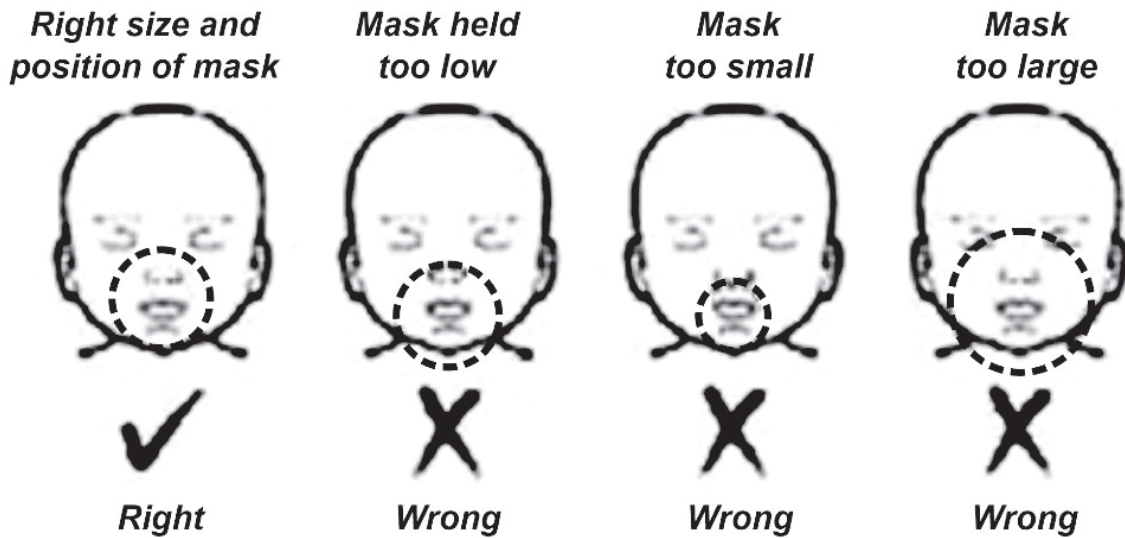 Right size and
position of mask
Mask held
too low
Mask
too small
Mask
too large
Right
Wrong
Wrong
Wrong